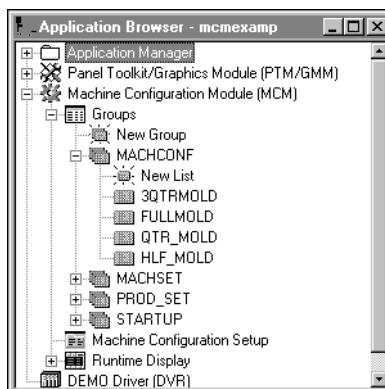 Application Browser - mcmexamp
Application Manager
Panel Toolkit/Graphics Module (PTM/GMM)
Machine Configuration Module (MCM)
Groups
New Group
MACHCONF
New List
3QTRMOLD
FULLMOLD
QTR_MOLD
HLF_MOLD
MACHSET
PROD_SET
STARTUP
Machine Configuration Setup
Runtime Display
DEMO Driver (DVR)